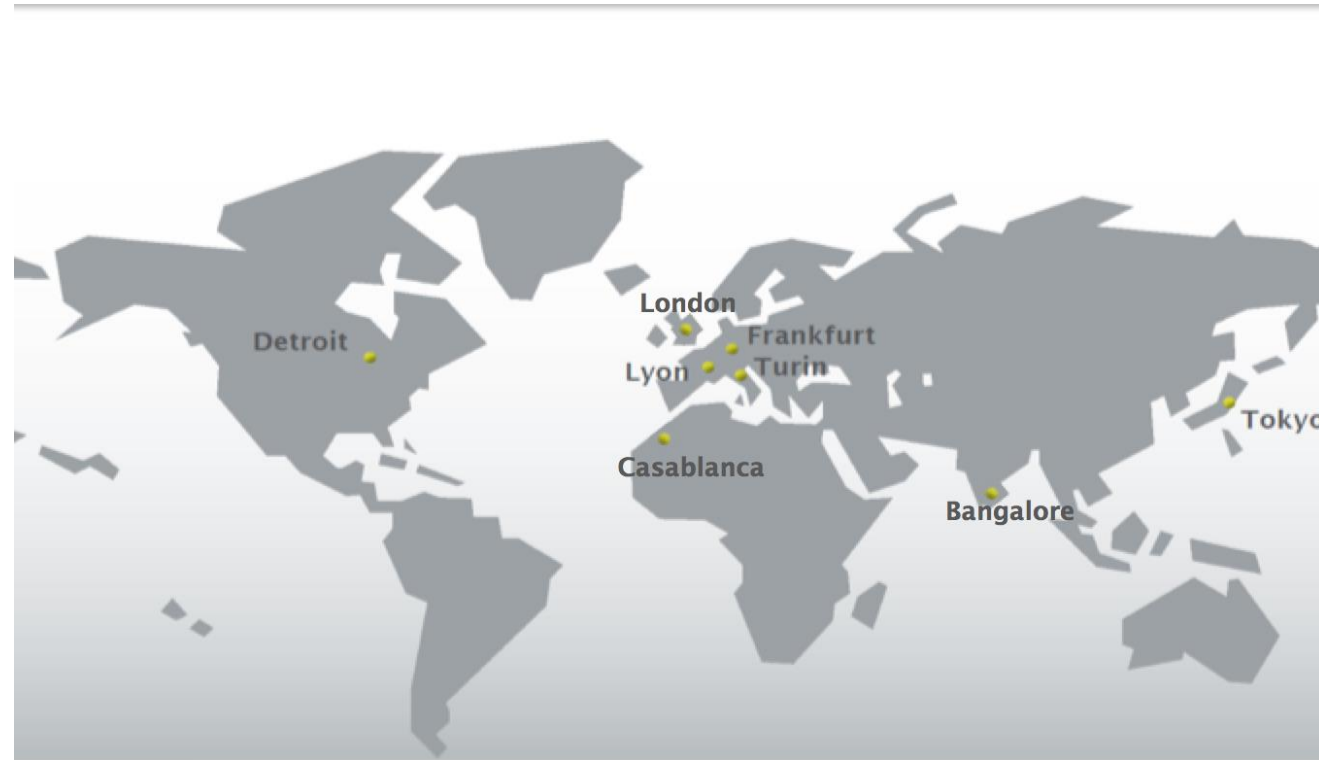 London
Detroit
Frankfurt
Lyon
Turin
Tokyo
Casablanca
Bangalore